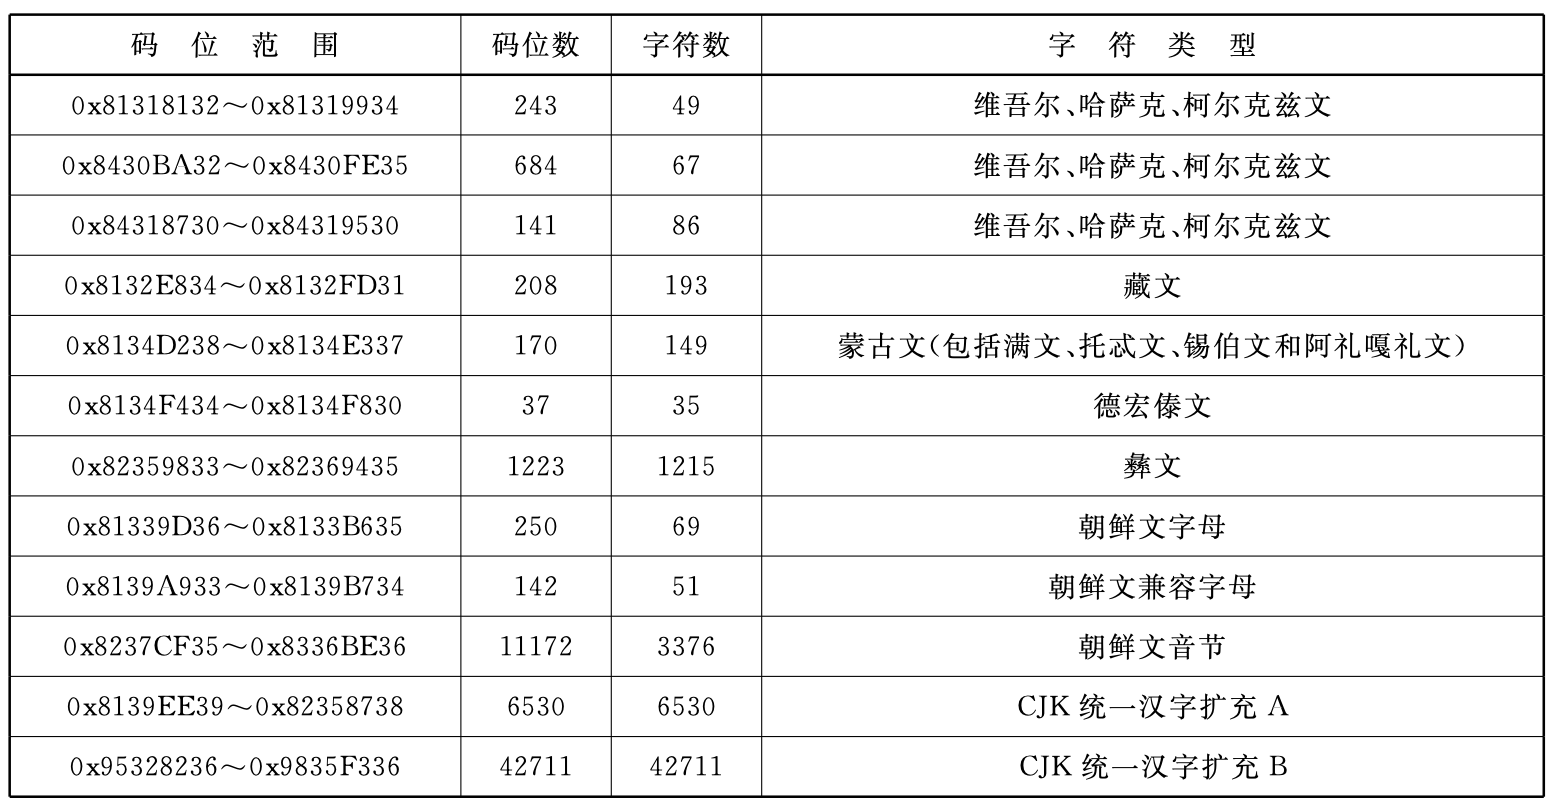 码 位 范 围 码位数 字符数 字 符 类 型
0x81318132～0x81319934 243 49 维吾尔、哈萨克、柯尔克兹文
0x8430BA32～0x8430FE35 684 67 维吾尔、哈萨克、柯尔克兹文
0x84318730～0x84319530 141 86 维吾尔、哈萨克、柯尔克兹文
0x8132E834～0x8132FD31 208 193 藏文
0x8134D238～0x8134E337 170 149 蒙古文(包括满文、托忒文、锡伯文和阿礼嘎礼文)
0x8134F434～0x8134F830 37 35 德宏傣文
0x82359833～0x82369435 1223 1215 彝文
0x81339D36～0x8133B635 250 69 朝鲜文字母
0x8139A933～0x8139B734 142 51 朝鲜文兼容字母
0x8237CF35～0x8336BE36 11172 3376 朝鲜文音节
0x8139EE39～0x82358738 6530 6530 CJK 统一汉字扩充 A
0x95328236～0x9835F336 42711 42711 CJK 统一汉字扩充 B